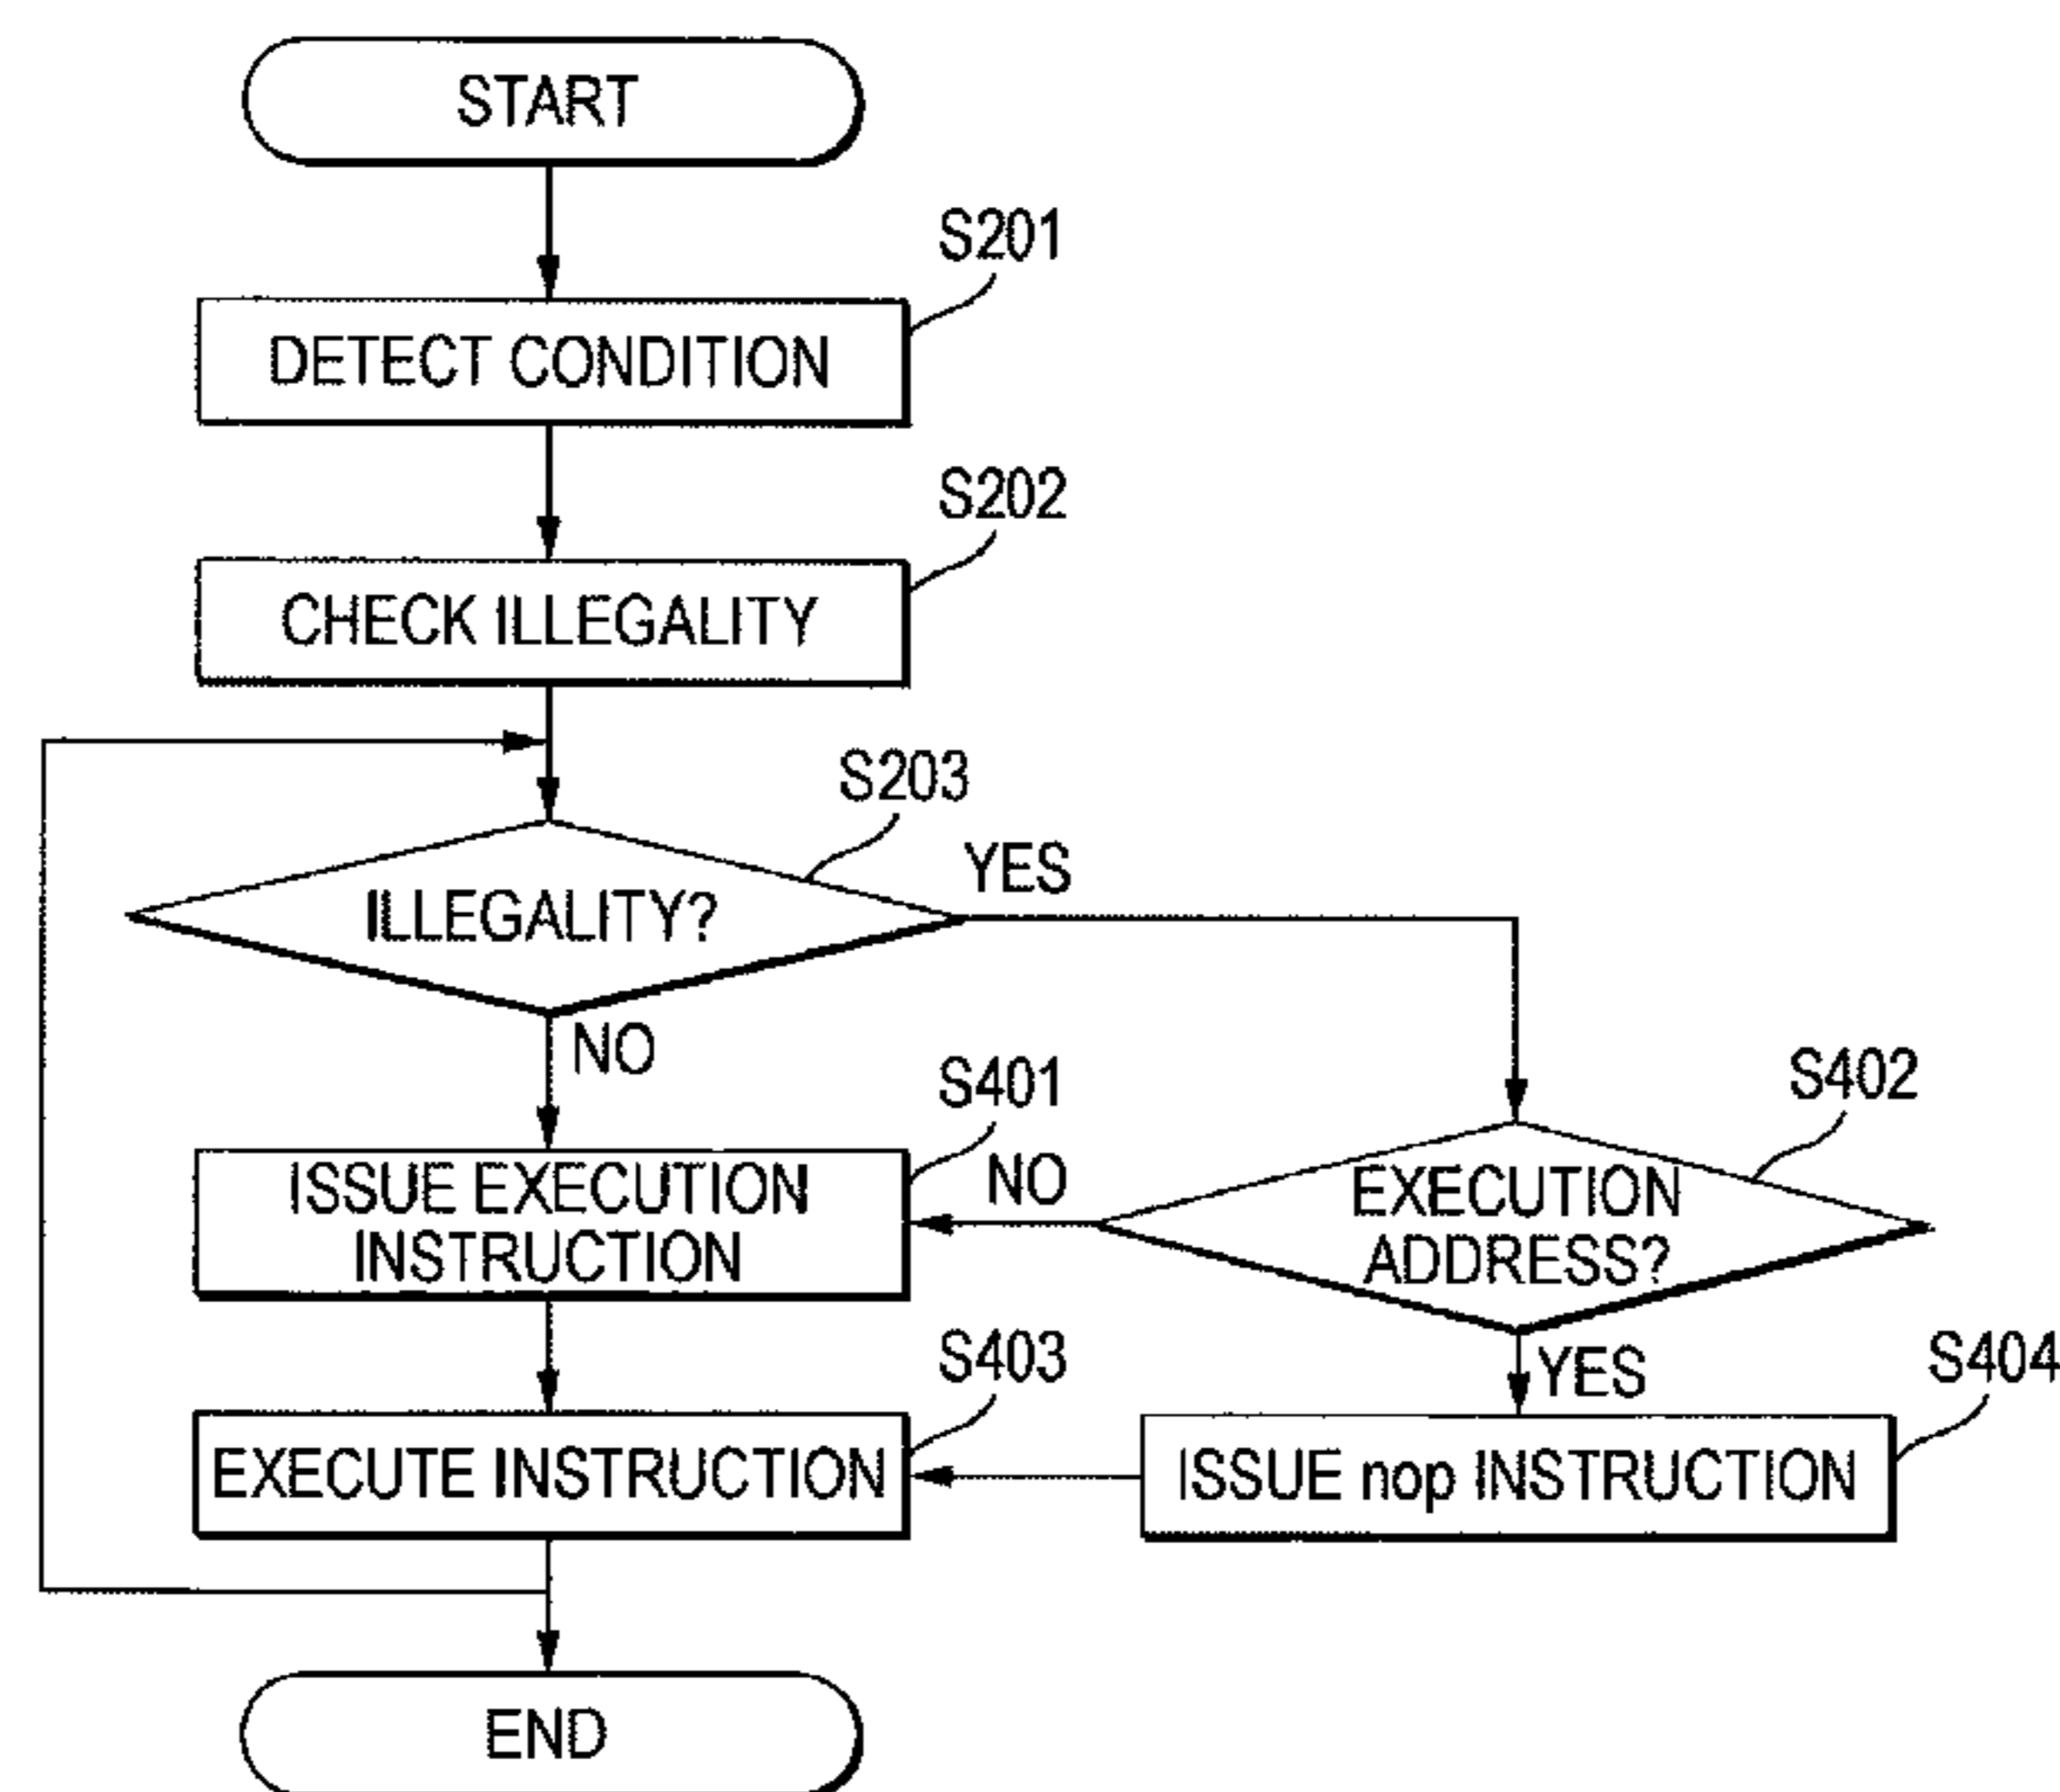 START
S201
DETECT CONDITION
S202
CHECK ILLEGALITY
S203
ILLEGALITY?
YES
NO
S401
ISSUE EXECUTION
INSTRUCTION
NO
S402
EXECUTION
ADDRESS?
YES
S403
EXECUTE INSTRUCTION
S404
ISSUE nop INSTRUCTION
END